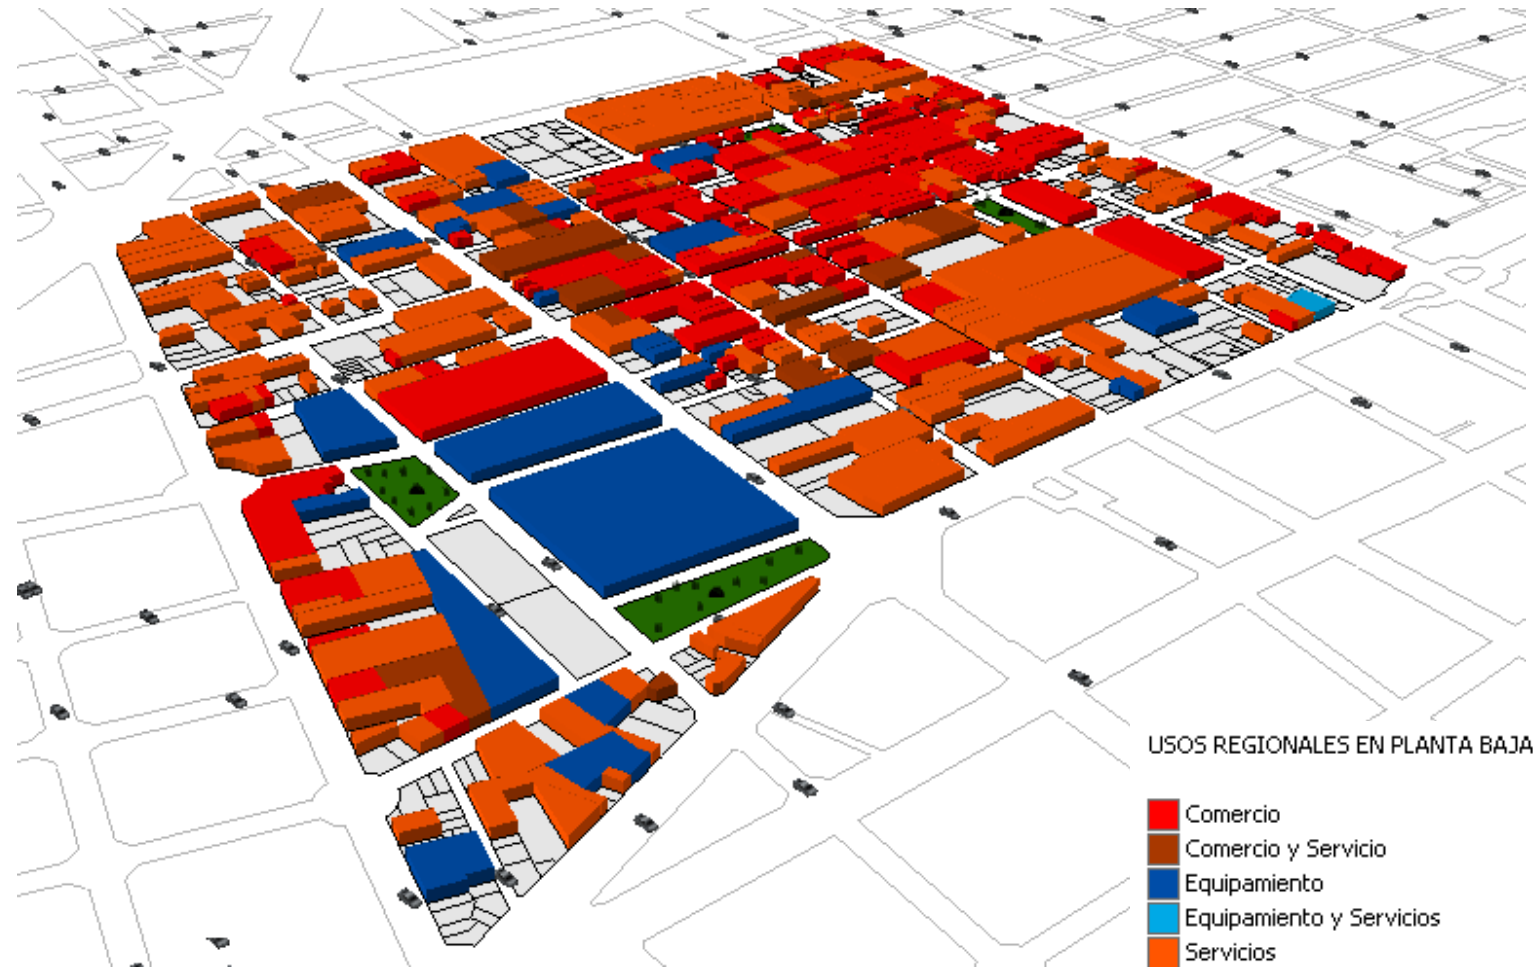 USOS REGIONALES EN PLANTA BAJA
Comercio
Comercio y Servicio
Equipamiento
Equipamiento y Servicios
Servicios